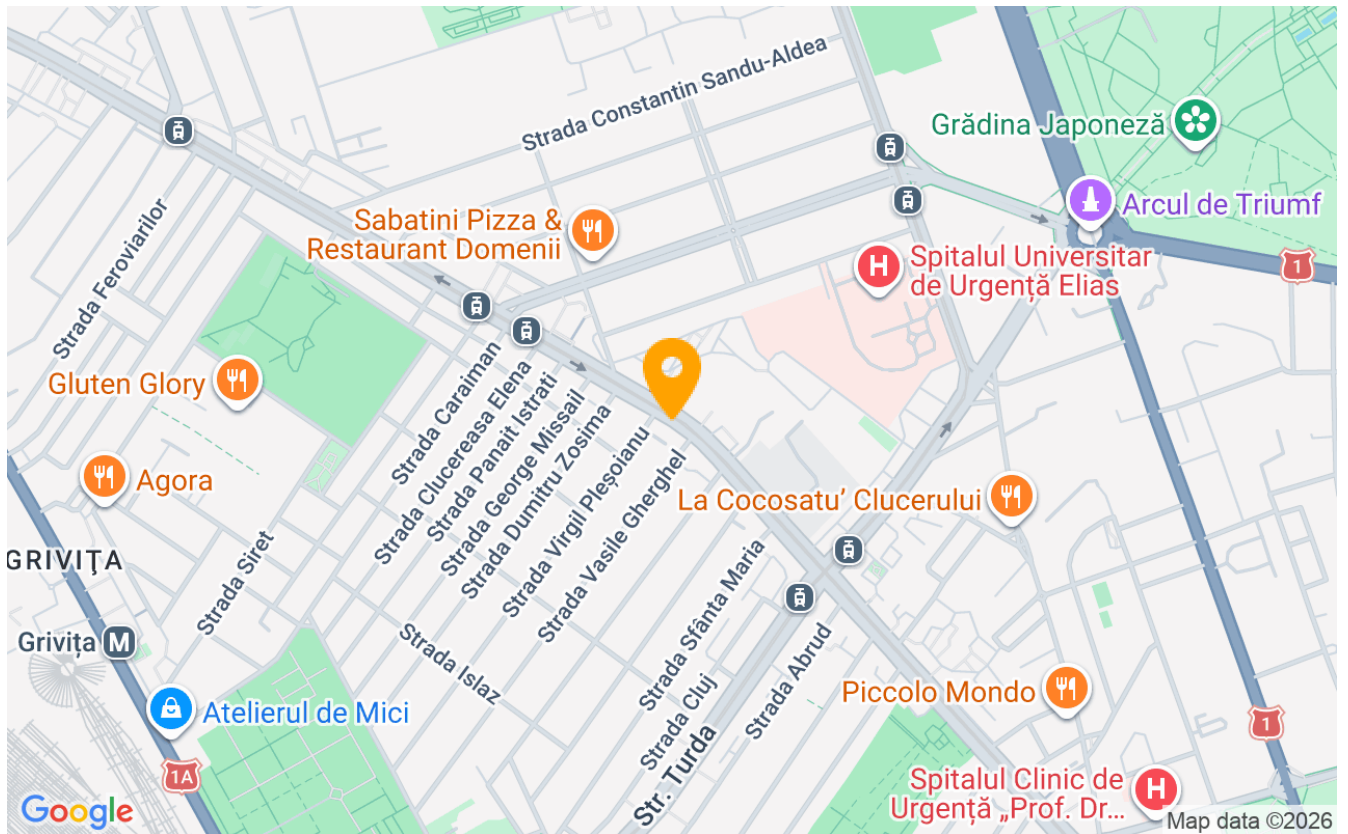 Strada Constantin Sandu-Aldea
Grădina Japoneză
Arcul de Triumf
Sabatini Pizza &
Restaurant Domenii
Strada Feroviarilor
Spitalul Universitar
de Urgență Elias
1
Gluten Glory
Strada Caraiman
Strada Clucereasa Elena
Strada Panait Istrati
Strada George Missail
Strada Dumitru Zosima
Strada Virgil Pleșoianu
Strada Vasile Gherghel
Agora
La Cocosatu’ Clucerului
GRIVIȚA
Strada Siret
Strada Sfânta Maria
Grivița M
Strada Islaz
Strada Cluj
Str. Turda
Strada Abrud
Piccolo Mondo
Atelierul de Mici
1
1A
Spitalul Clinic de
Urgență „Prof. Dr...
Google
Map data ©2026